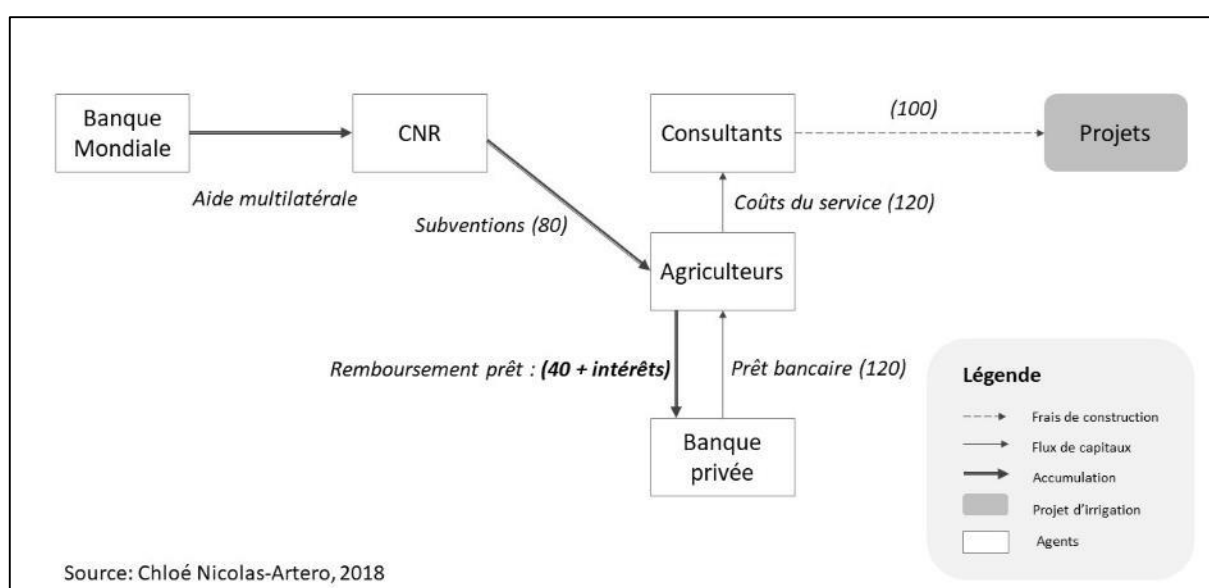 Banque
Mondiale
CNR
Consultants
(100)
Projets
Aide multilatérale
Coûts du service (120)
Subventions (80)
Agriculteurs
Remboursement prêt : (40 + intérêts)
Prêt bancaire (120)
Banque
privée
Légende
Frais de construction
Flux de capitaux
Accumulation
Projet d'irrigation
Agents
Source: Chloé Nicolas-Artero, 2018